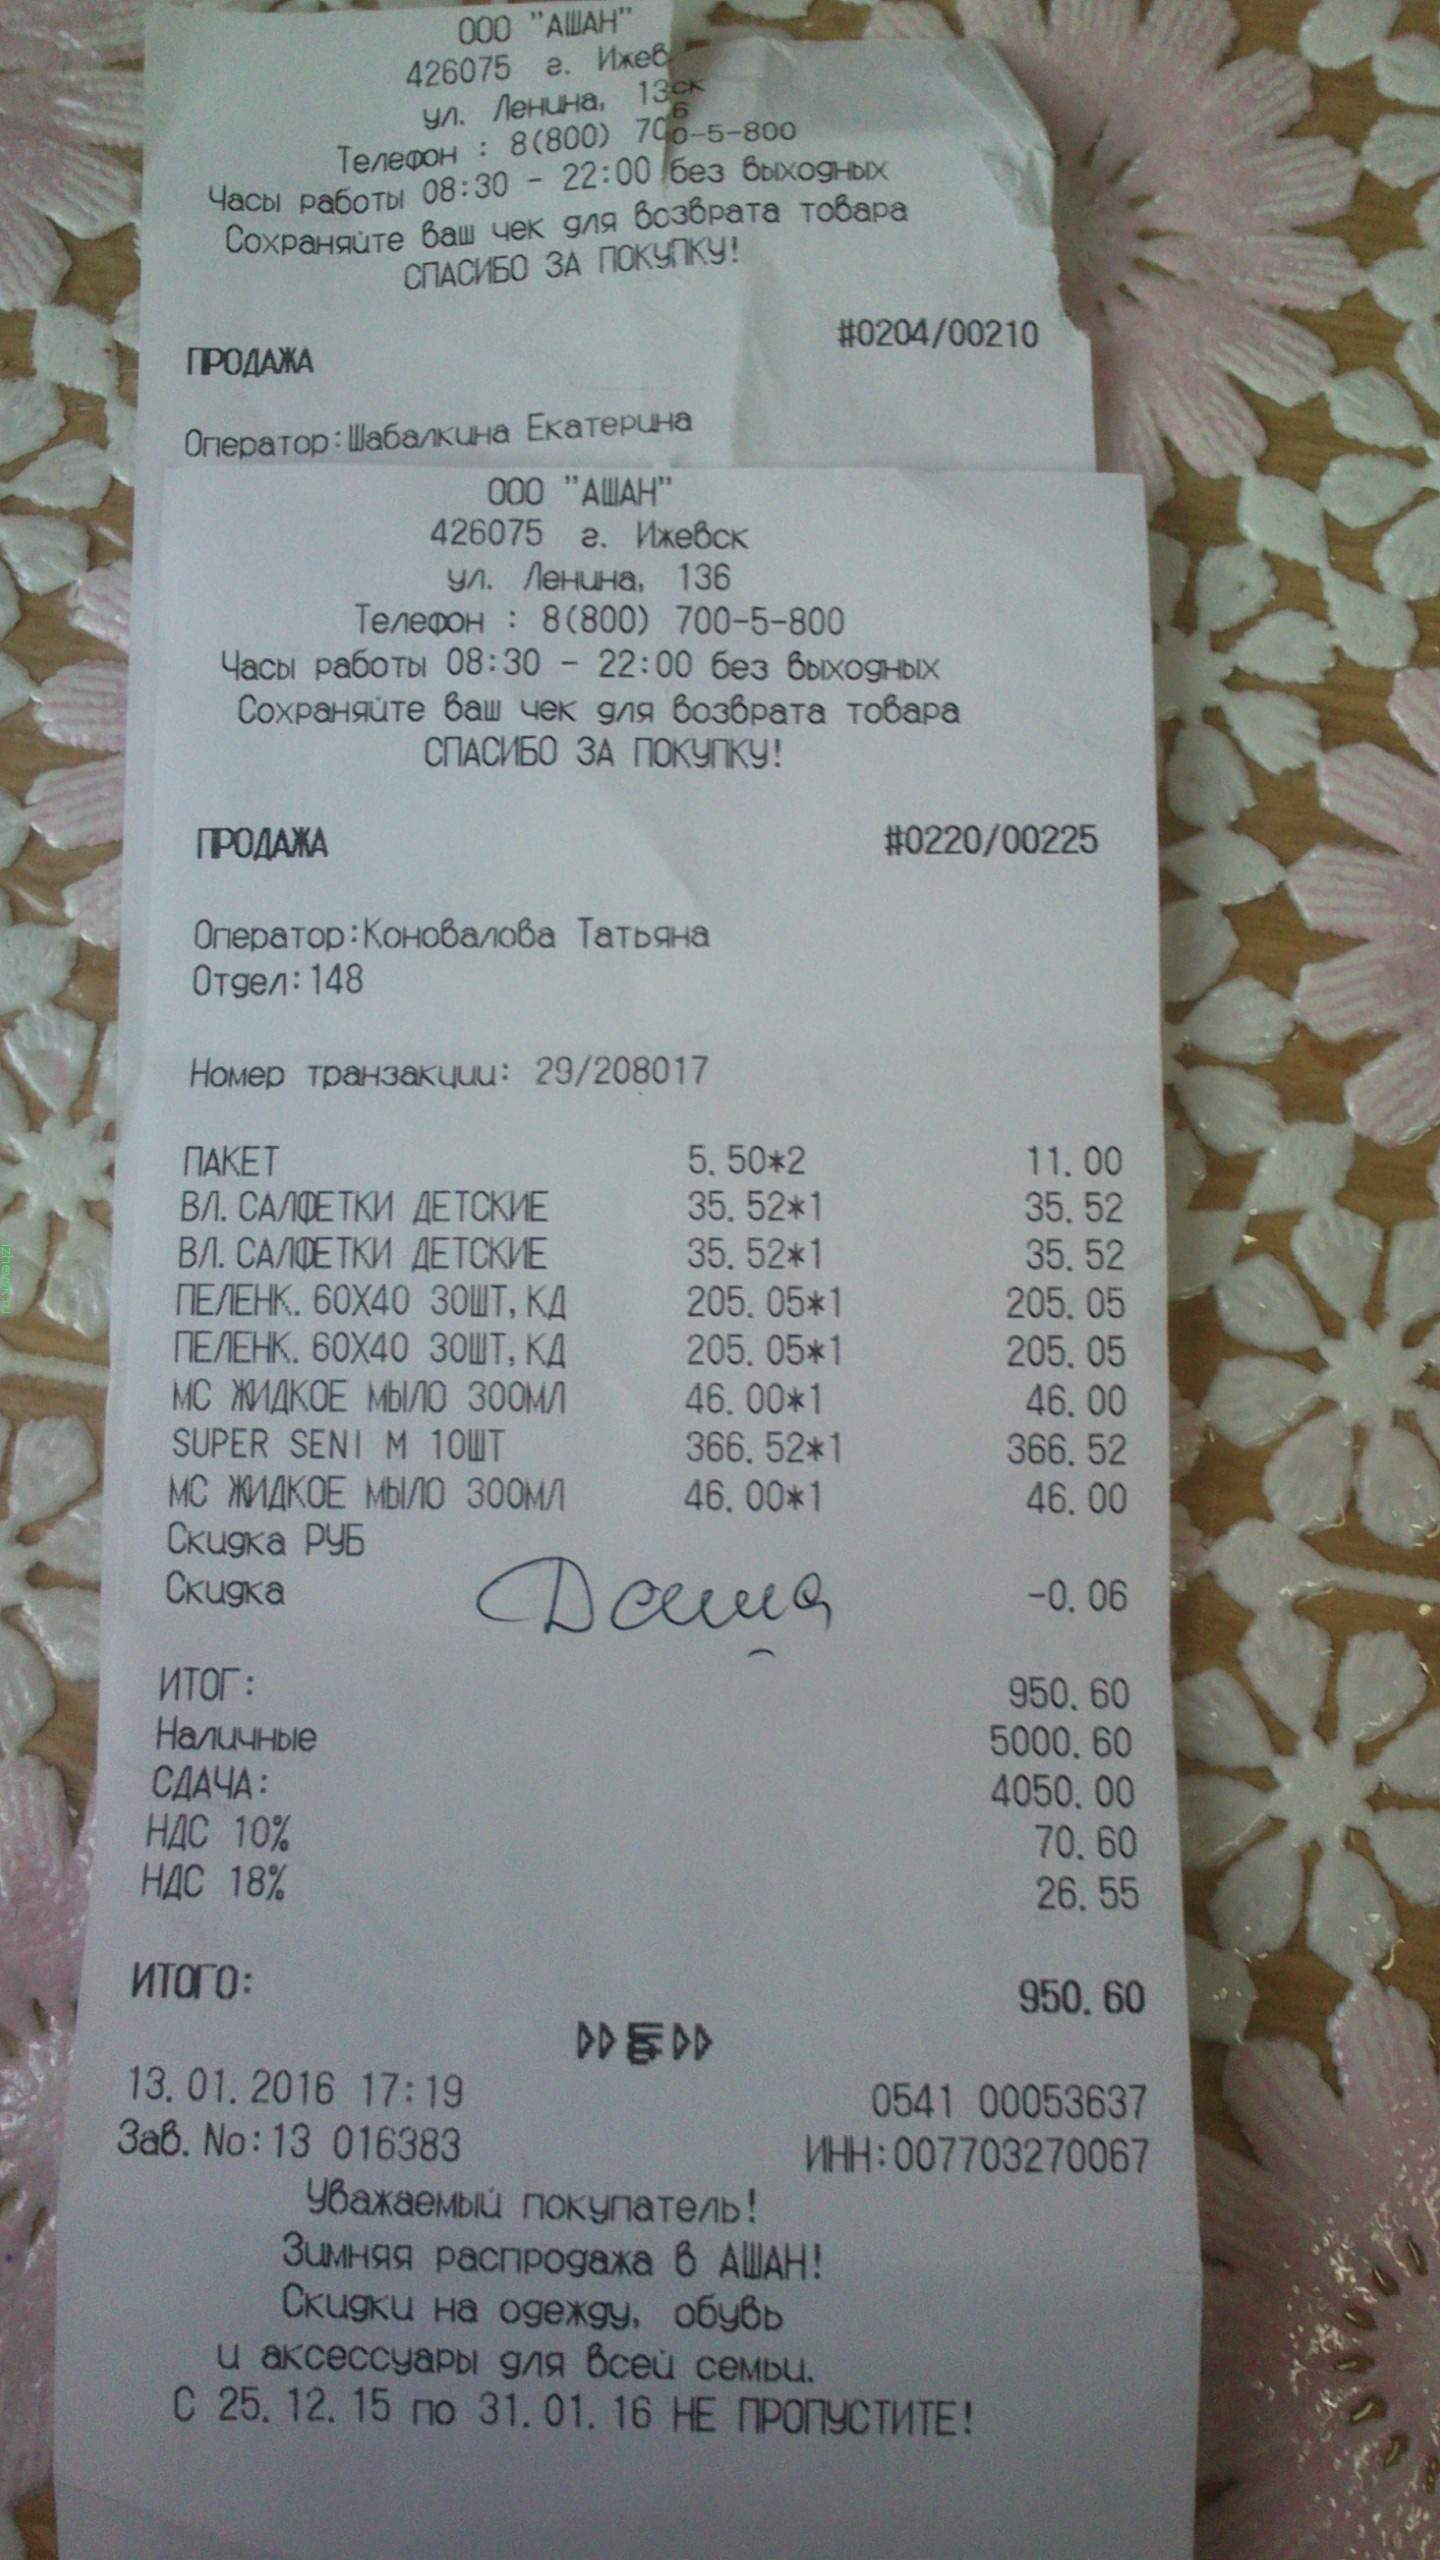 ООО "АШАН"
426075 г. Ижевск
ул. Ленина, 136
Телефон : 8(800) 700-5-800
Часы работы 08:30 - 22:00 без выходных
Сохраняйте ваш чек для возврата товара
СПАСИБО ЗА ПОКУПКУ!
ПРОДАЖА #0204/00210
Оператор:Шабалкина Екатерина
ООО "АШАН"
426075 г. Ижевск
ул. Ленина, 136
Телефон : 8(800) 700-5-800
Часы работы 08:30 - 22:00 без выходных
Сохраняйте ваш чек для возврата товара
СПАСИБО ЗА ПОКУПКУ!
ПРОДАЖА #0220/00225
Оператор:Коновалова Татьяна
Отдел:148
Номер транзакции: 29/208017
ПАКЕТ 5.50*2 11.00
ВЛ.САЛФЕТКИ ДЕТСКИЕ 35.52*1 35.52
ВЛ.САЛФЕТКИ ДЕТСКИЕ 35.52*1 35.52
ПЕЛЕНК. 60X40 30ШТ,КД 205.05*1 205.05
ПЕЛЕНК. 60X40 30ШТ,КД 205.05*1 205.05
МС ЖИДКОЕ МЫЛО 300МЛ 46.00*1 46.00
SUPER SENI M 10ШТ 366.52*1 366.52
МС ЖИДКОЕ МЫЛО 300МЛ 46.00*1 46.00
Скидка РУБ
Скидка -0.06
Даша
ИТОГ: 950.60
Наличные 5000.60
СДАЧА: 4050.00
НДС 10% 70.60
НДС 18% 26.55
ИТОГО: 950.60
13.01.2016 17:19 0541 00053637
Зав.No:13 016383 ИНН:007703270067
Уважаемый покупатель!
Зимняя распродажа в АШАН!
Скидки на одежду, обувь
и аксессуары для всей семьи.
С 25.12.15 по 31.01.16 НЕ ПРОПУСТИТЕ!